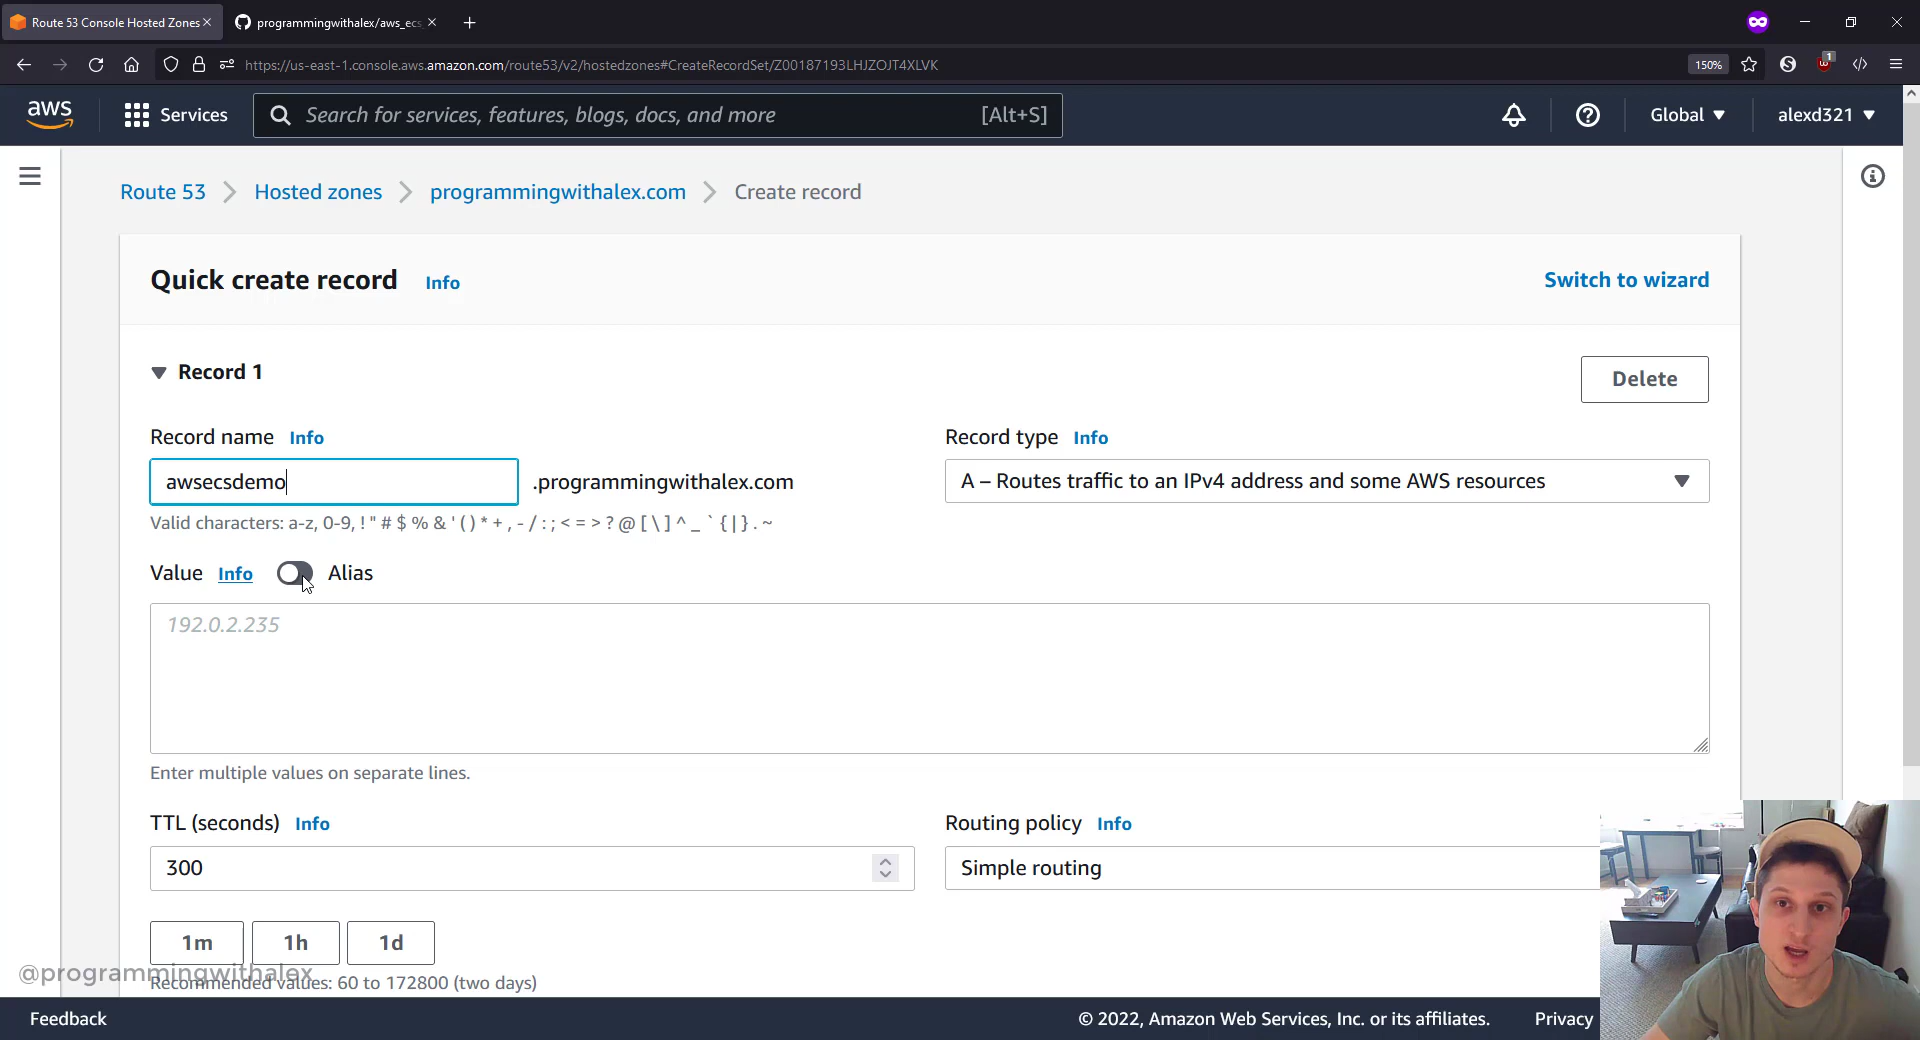 Route 53 Console Hosted Zones
programmingwithalex/aws_ecs
https://us-east-1.console.aws.amazon.com/route53/v2/hostedzones#CreateRecordSet/Z00187193LHJZOJT4XLVK
150%
1
aws
Services
Search for services, features, blogs, docs, and more
[Alt+S]
Global
alexd321
Route 53
Hosted zones
programmingwithalex.com
Create record
Quick create record
Info
Switch to wizard
Record 1
Delete
Record name Info
Record type Info
awsecsdemo
.programmingwithalex.com
A – Routes traffic to an IPv4 address and some AWS resources
Valid characters: a-z, 0-9, ! " # $ % & ' ( ) * + , - / : ; < = > ? @ [ \ ] ^ _ ` { | } . ~
Value Info
Alias
192.0.2.235
Enter multiple values on separate lines.
TTL (seconds) Info
Routing policy Info
300
Simple routing
1m
1h
1d
@programmingwithalex
Recommended values: 60 to 172800 (two days)
Feedback
© 2022, Amazon Web Services, Inc. or its affiliates.
Privacy